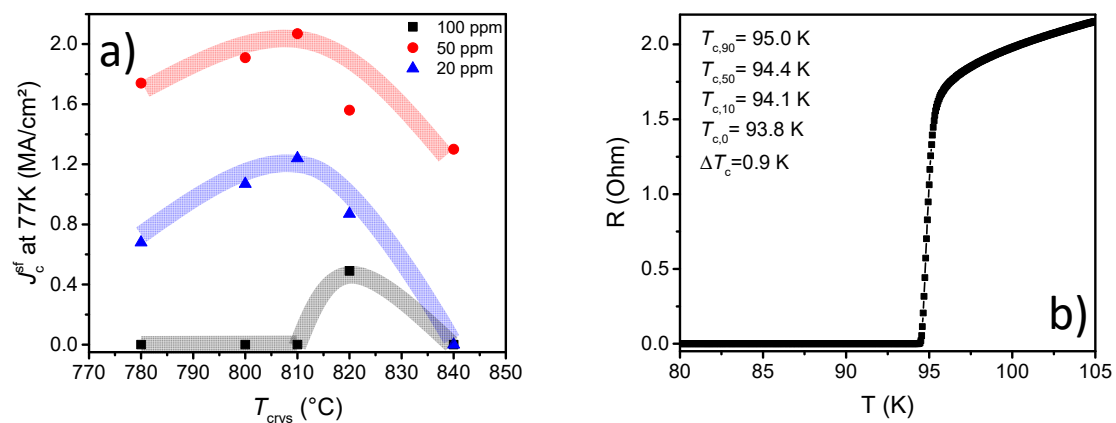 a)
100 ppm
50 ppm
20 ppm
2.0
1.6
1.2
0.8
0.4
0.0
J_c^sf at 77K (MA/cm²)
770 780 790 800 810 820 830 840 850
T_crys (°C)
T_c,90 = 95.0 K
T_c,50 = 94.4 K
T_c,10 = 94.1 K
T_c,0 = 93.8 K
ΔT_c=0.9 K
b)
2.0
1.5
1.0
0.5
0.0
R (Ohm)
80 85 90 95 100 105
T (K)